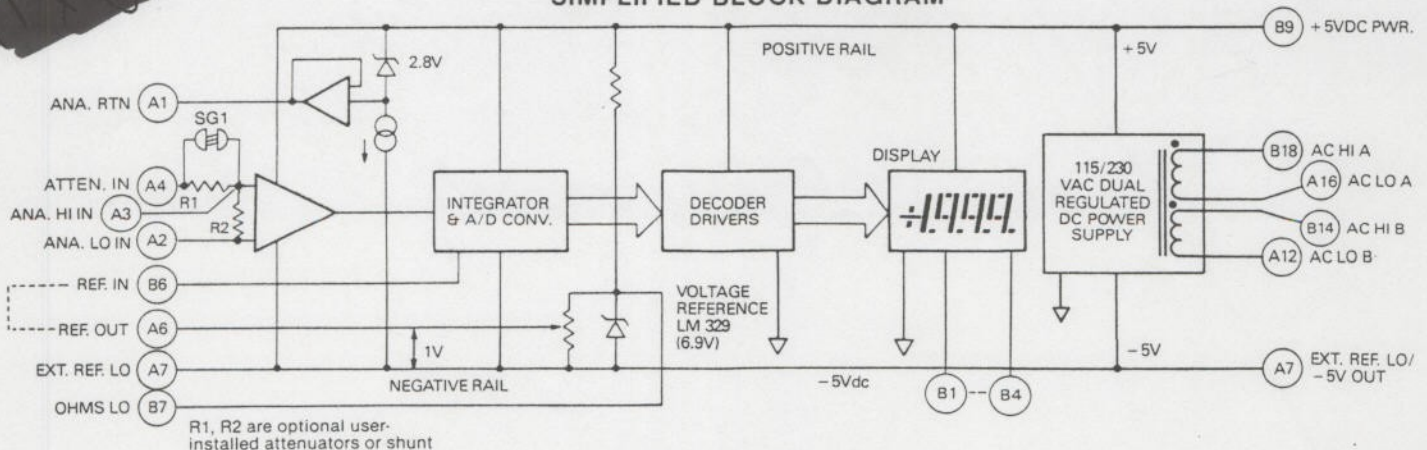 SIMPLIFIED BLOCK DIAGRAM
B9 +5VDC PWR.
POSITIVE RAIL
+5V
2.8V
ANA. RTN A1
SG1
ATTEN. IN A4
R1
ANA. HI IN A3
R2
ANA. LO IN A2
INTEGRATOR
& A/D CONV.
DECODER
DRIVERS
DISPLAY
+1.9.9.9.
115/230
VAC DUAL
REGULATED
DC POWER
SUPPLY
B18 AC HI A
A16 AC LO A
B14 AC HI B
A12 AC LO B
REF. IN B6
REF. OUT A6
1V
VOLTAGE
REFERENCE
LM 329
(6.9V)
EXT. REF. LO A7
NEGATIVE RAIL
-5Vdc
-5V
A7 EXT. REF. LO/
-5V OUT
OHMS LO B7
B1 -- B4
R1, R2 are optional user-
installed attenuators or shunt